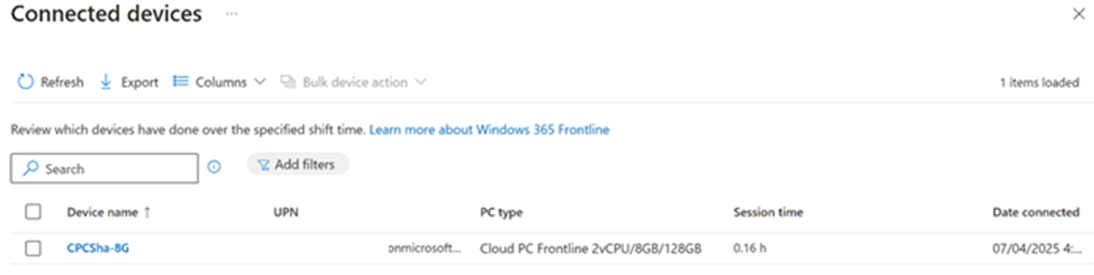 Connected devices ...
Refresh Export Columns Bulk device action 1 items loaded
Review which devices have done over the specified shift time. Learn more about Windows 365 Frontline
Search Add filters
Device name ↑ UPN PC type Session time Date connected
CPCSha-8G onmicrosoft... Cloud PC Frontline 2vCPU/8GB/128GB 0.16 h 07/04/2025 4:...